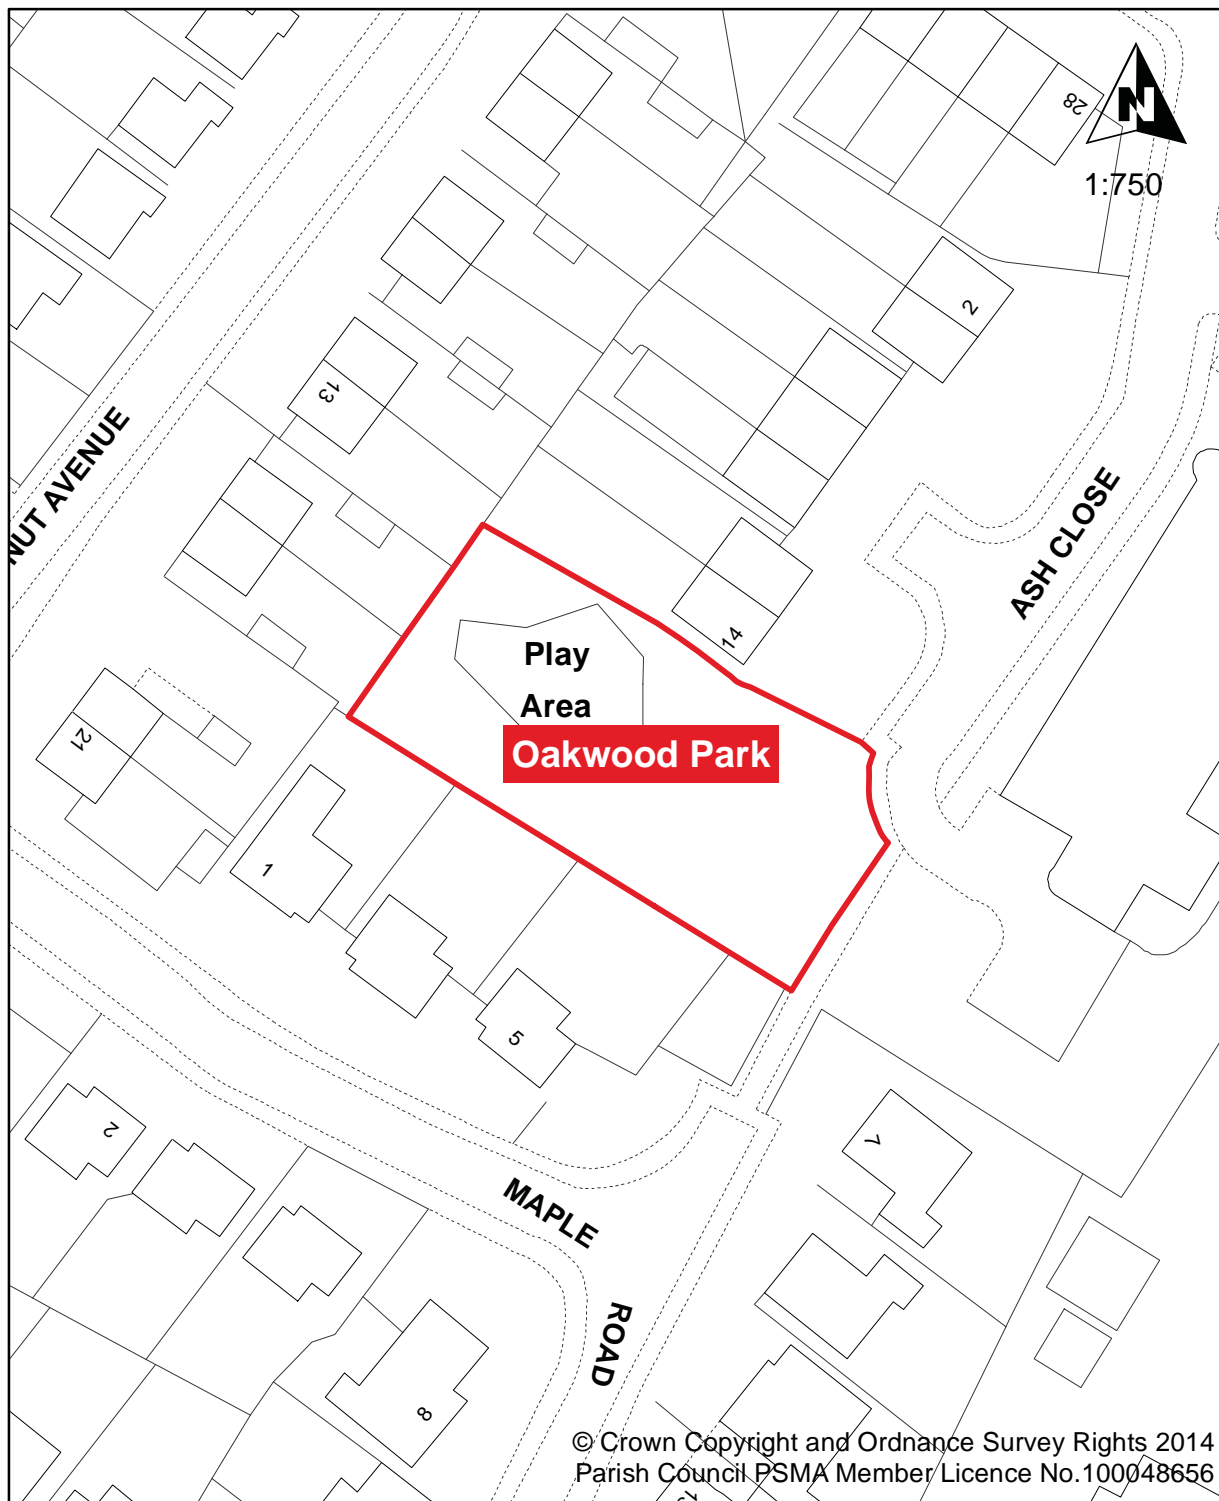 28
N
1:750
2
13
NUT AVENUE
ASH CLOSE
14
Play
Area
Oakwood Park
21
1
5
2
7
MAPLE
ROAD
8
© Crown Copyright and Ordnance Survey Rights 2014
Parish Council PSMA Member Licence No.100048656